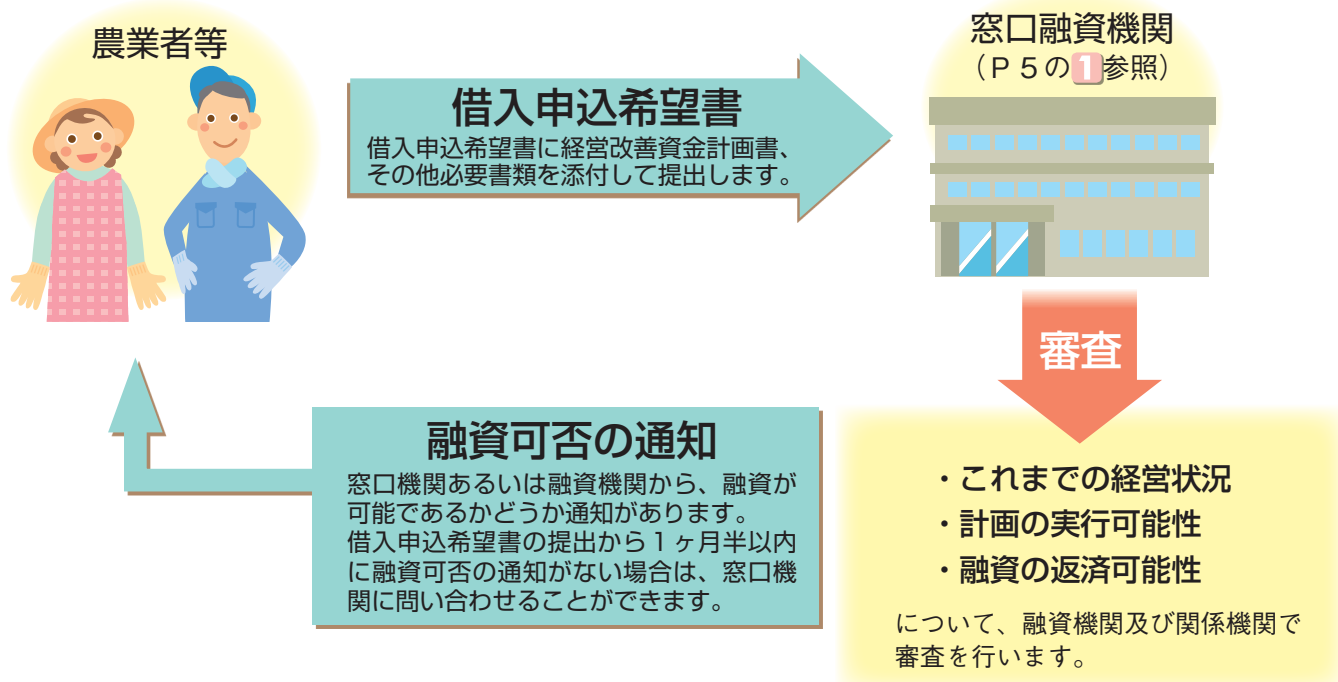 農業者等
借入申込希望書
借入申込希望書に経営改善資金計画書、
その他必要書類を添付して提出します。
窓口融資機関
（Ｐ５の1参照）
審査
・これまでの経営状況
・計画の実行可能性
・融資の返済可能性
について、融資機関及び関係機関で
審査を行います。
融資可否の通知
窓口機関あるいは融資機関から、融資が
可能であるかどうか通知があります。
借入申込希望書の提出から１ヶ月半以内
に融資可否の通知がない場合は、窓口機
関に問い合わせることができます。